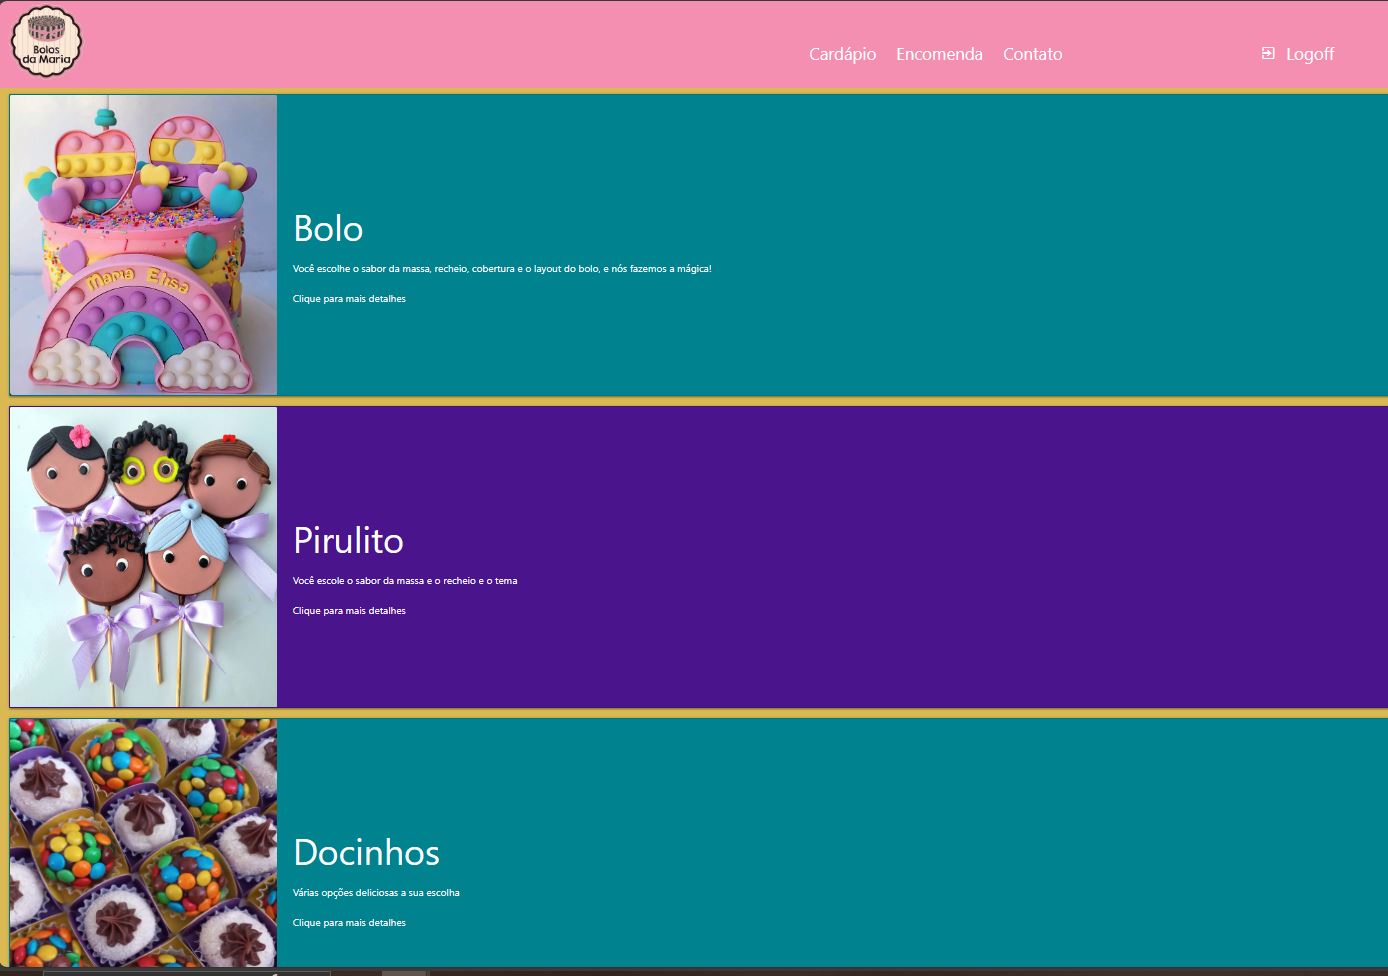 Bolos
da Maria
Cardápio Encomenda Contato Logoff
Maria Elisa
Bolo
Você escolhe o sabor da massa, recheio, cobertura e o layout do bolo, e nós fazemos a mágica!
Clique para mais detalhes
Pirulito
Você escole o sabor da massa e o recheio e o tema
Clique para mais detalhes
Docinhos
Várias opções deliciosas a sua escolha
Clique para mais detalhes